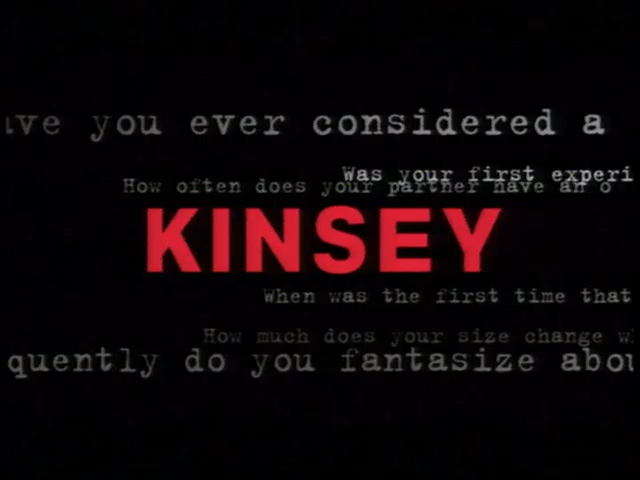 ave you ever considered a
Was your first experi
How often does your partner have an o
KINSEY
When was the first time that
How much does your size change w
quently do you fantasize abou